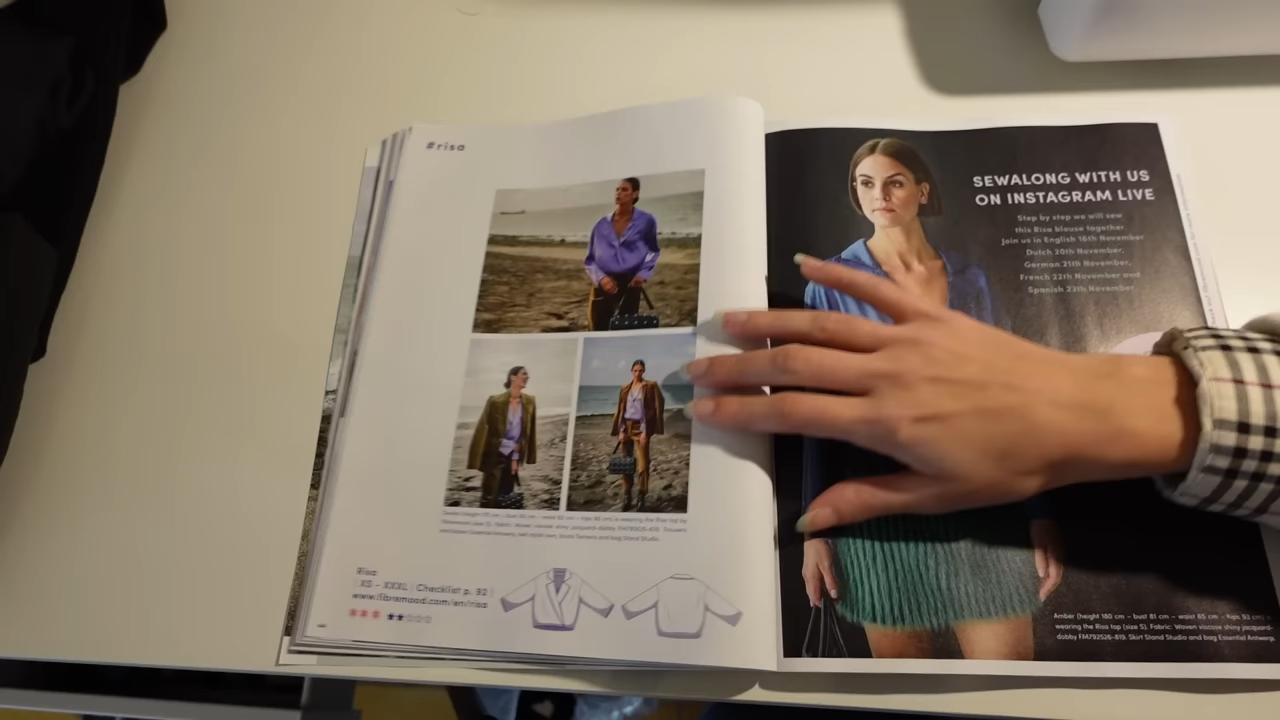 #risa
Risa
XS - XXXL | Checklist p. 92 |
www.fibremood.com/en/risa
SEWALONG WITH US
ON INSTAGRAM LIVE
Step by step we will sew
this Risa blouse together.
Join us in English 16th November
Dutch 20th November,
German 21th November,
French 22th November and
Spanish 23th November
Amber (height 180 cm - bust 81 cm - waist 65 cm - hips 92 cm)
wearing the Risa top (size S). Fabric: Woven viscose shiny jacquard-
dobby FM792526-819. Skirt Stand Studio and bag Essential Antwerp.